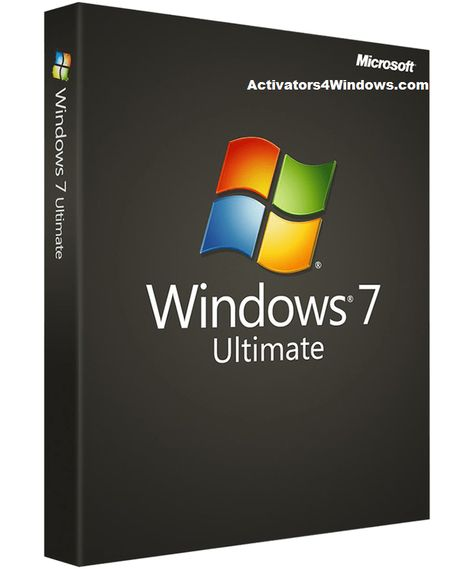 Microsoft
Activators4Windows.com
Windows 7 Ultimate
Windows® 7
Ultimate
®